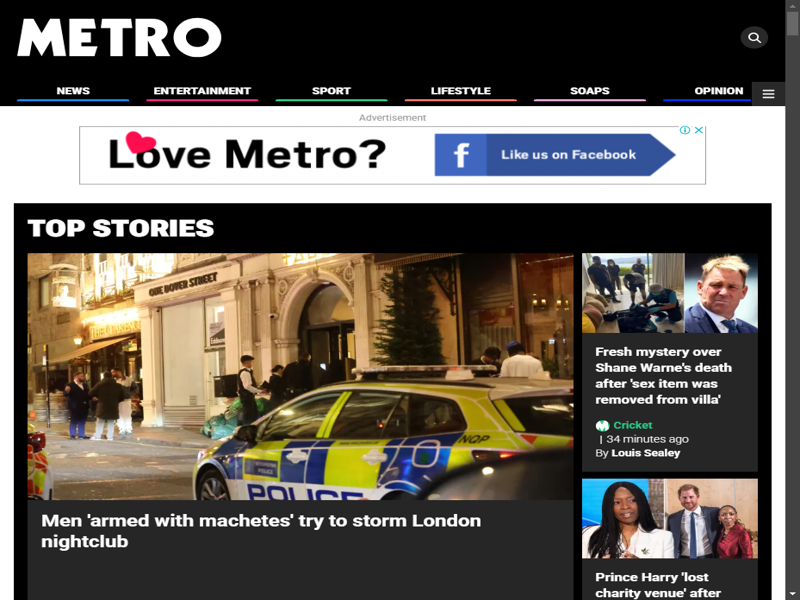 METRO
NEWS
ENTERTAINMENT
SPORT
LIFESTYLE
SOAPS
OPINION
Advertisement
Love Metro?
f
Like us on Facebook
TOP STORIES
ONE DOVER STREET
POLICE
NQP
Men 'armed with machetes' try to storm London
nightclub
Fresh mystery over
Shane Warne's death
after 'sex item was
removed from villa'
Cricket
| 34 minutes ago
By Louis Sealey
Prince Harry 'lost
charity venue' after